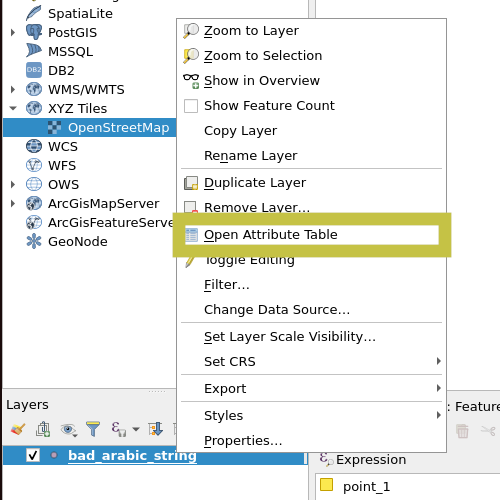 SpatiaLite
PostGIS
MSSQL
DB2
DB2
WMS/WMTS
XYZ Tiles
OpenStreetMap
WCS
WFS
OWS
ArcGisMapServer
ArcGisFeatureServe
GeoNode
Zoom to Layer
Zoom to Selection
Show in Overview
Show Feature Count
Copy Layer
Rename Layer
Duplicate Layer
Remove Layer…
Open Attribute Table
Toggle Editing
Filter…
Change Data Source…
Set Layer Scale Visibility…
Set CRS
Export
Styles
Properties…
Layers
bad_arabic_string
: Feature
Expression
point_1